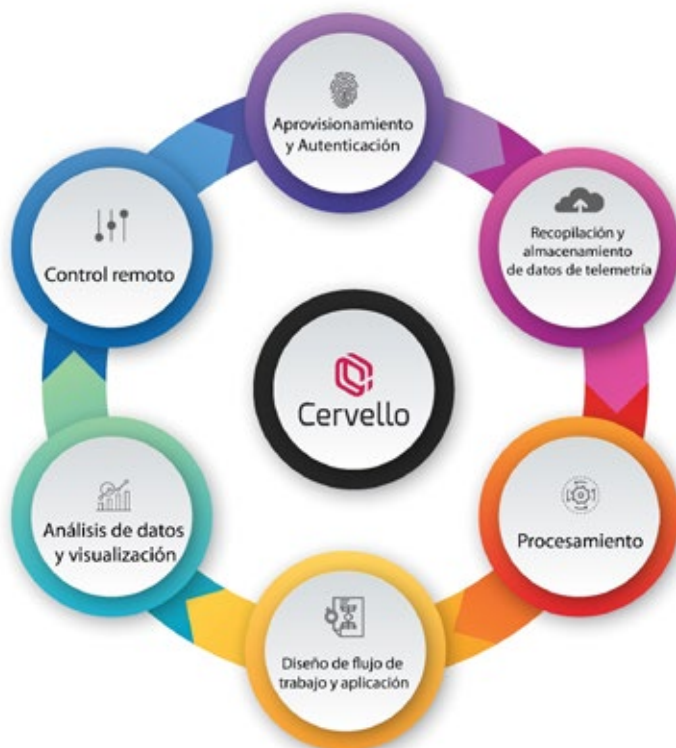 Aprovisionamiento
y Autenticación
Recopilación y
almacenamiento
de datos de telemetría
Procesamiento
Diseño de flujo de
trabajo y aplicación
Análisis de datos
y visualización
Control remoto
Cervello